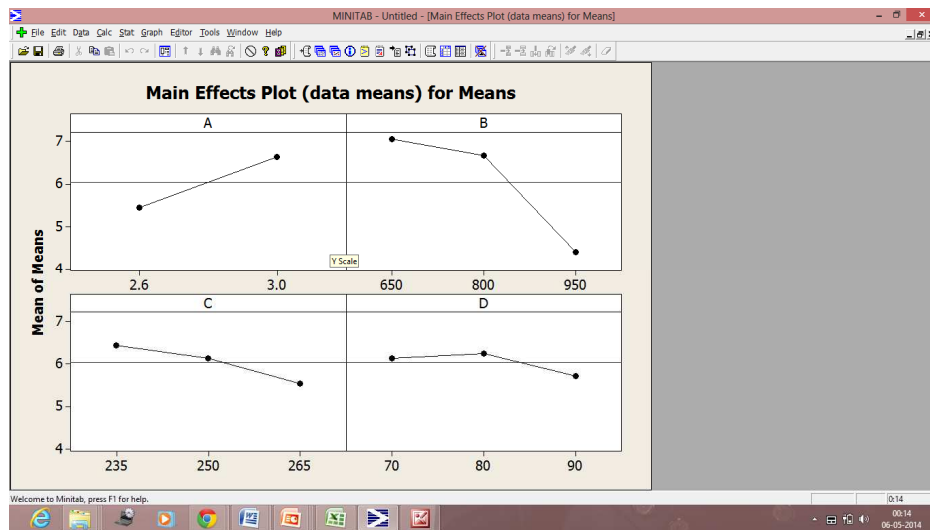 MINITAB - Untitled - [Main Effects Plot (data means) for Means]
File Edit Data Calc Stat Graph Editor Tools Window Help
Main Effects Plot (data means) for Means
A B
7
6
5
4
2.6 3.0 650 800 950
Y Scale
Mean of Means
C D
7
6
5
4
235 250 265 70 80 90
Welcome to Minitab, press F1 for help.
0:14
00:14
06-05-2014